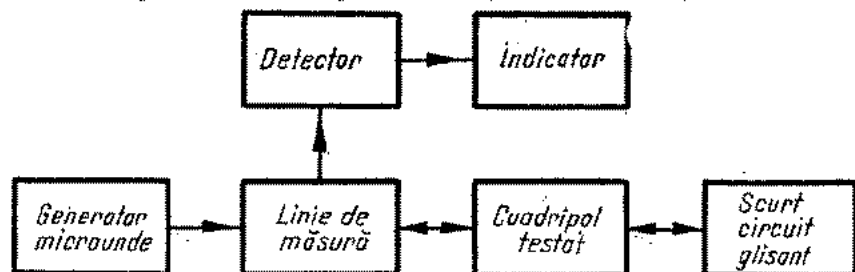 Detector
Indicator
Generator
microunde
Linie de
măsură
Cuadripol
testat
Scurt
circuit
glisant